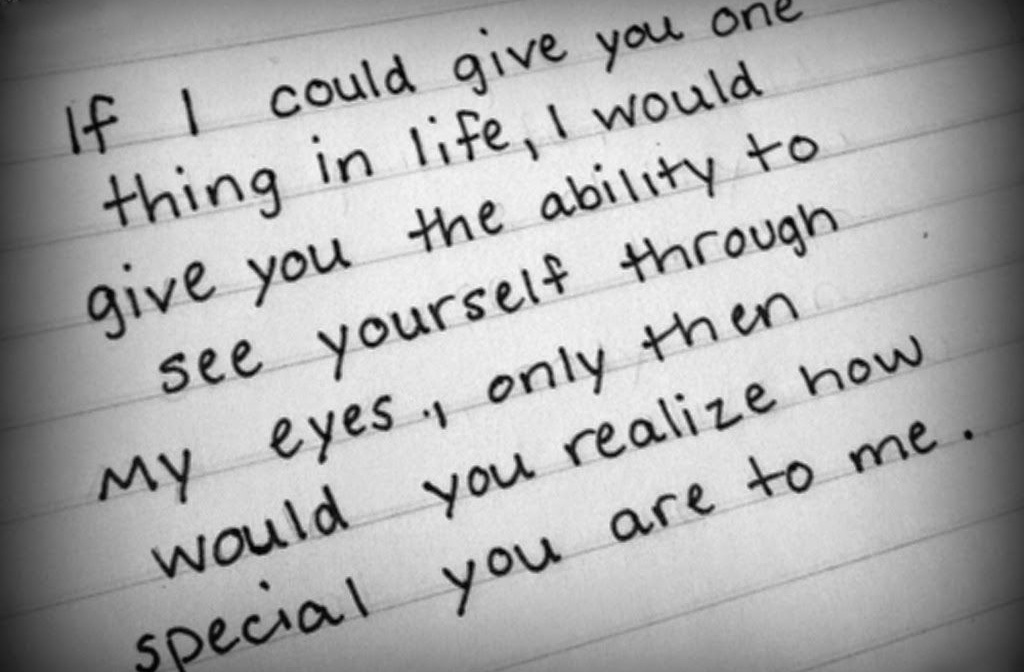 If I could give you one
thing in life, I would
give you the ability to
see yourself through
my eyes., only then
would you realize how
special you are to me.